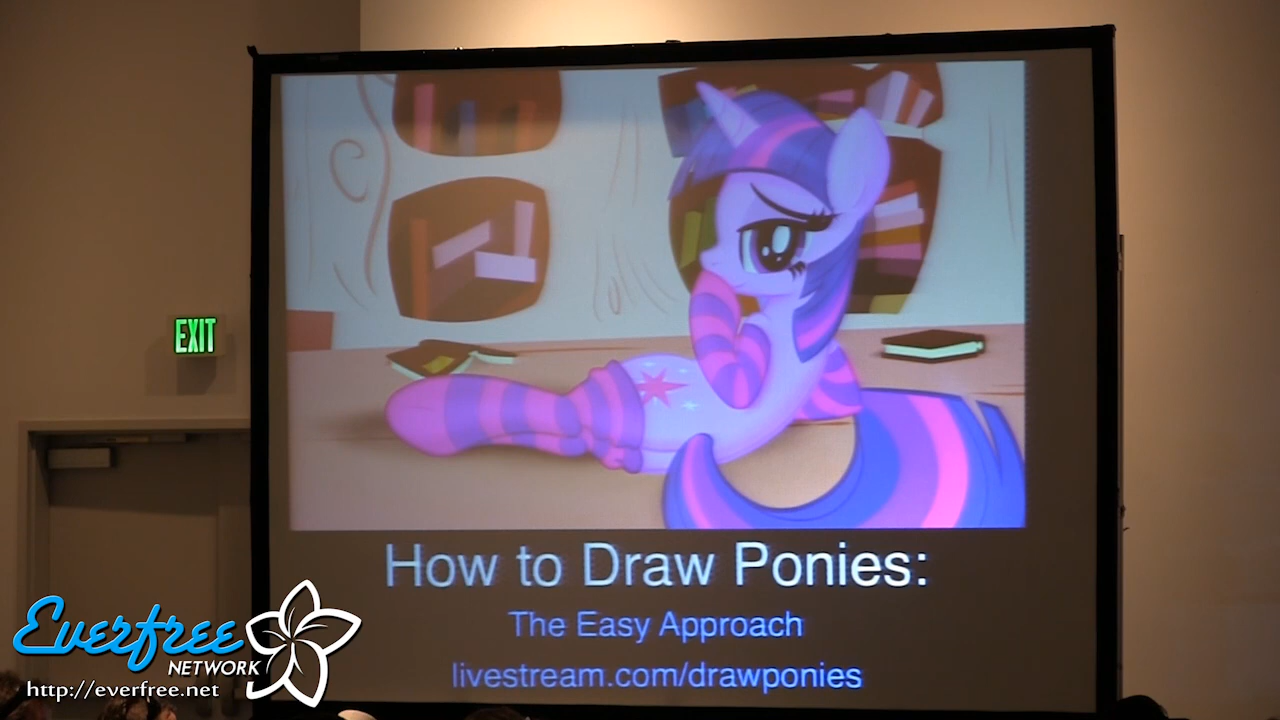 EXIT
How to Draw Ponies:
The Easy Approach
livestream.com/drawponies
Everfree
NETWORK
http://everfree.net